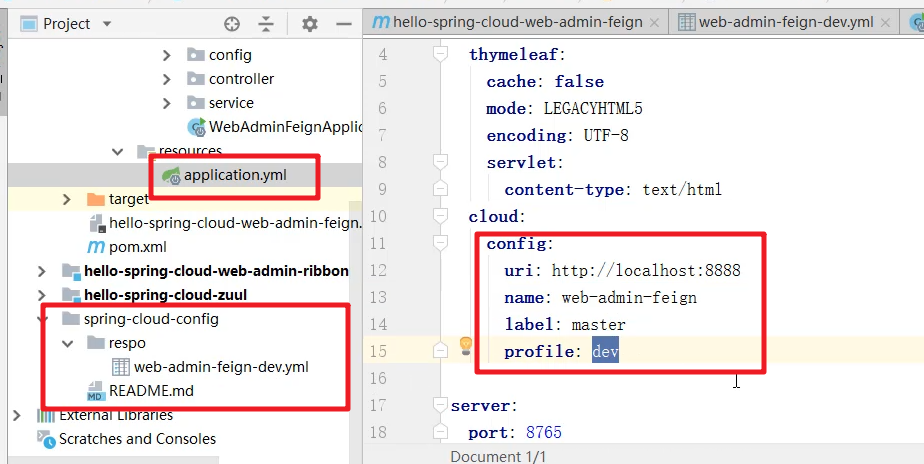 Project
config
controller
service
WebAdminFeignApplic
resources
application.yml
target
hello-spring-cloud-web-admin-feign.
pom.xml
hello-spring-cloud-web-admin-ribbon
hello-spring-cloud-zuul
spring-cloud-config
respo
web-admin-feign-dev.yml
README.md
External Libraries
Scratches and Consoles
hello-spring-cloud-web-admin-feign
web-admin-feign-dev.yml
4 thymeleaf:
5 cache: false
6 mode: LEGACYHTML5
7 encoding: UTF-8
8 servlet:
9 content-type: text/html
10 cloud:
11 config:
12 uri: http://localhost:8888
13 name: web-admin-feign
14 label: master
15 profile: dev
16
17 server:
18 port: 8765
Document 1/1